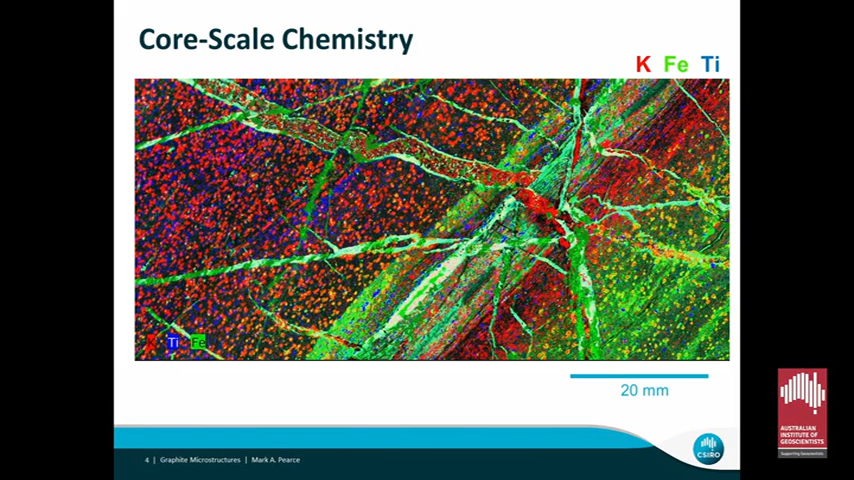 Core-Scale Chemistry
K Fe Ti
K Ti Fe
20 mm
4 | Graphite Microstructures | Mark A. Pearce
CSIRO
AUSTRALIAN
INSTITUTE OF
GEOSCIENTISTS
Supporting Geoscientists